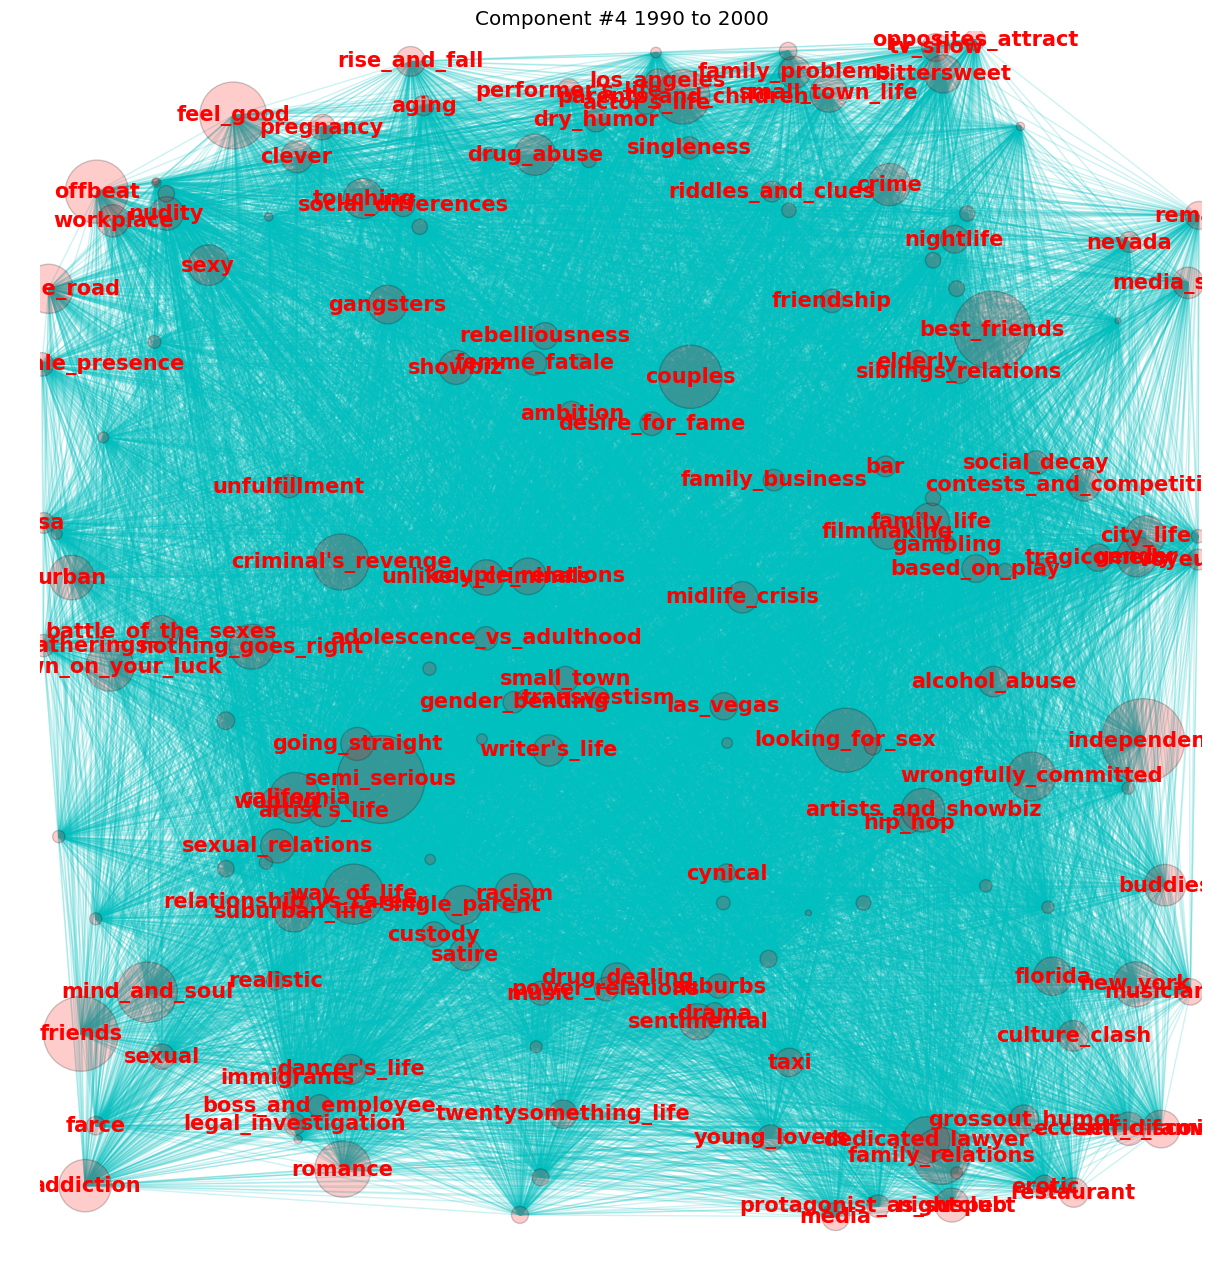 Component #4 1990 to 2000
opposites_attract
tv_show
rise_and_fall
family_problems
bittersweet
los_angeles
performer's_life
parents_and_children
small_town_life
actor's_life
aging
feel_good
dry_humor
pregnancy
singleness
clever
drug_abuse
crime
offbeat
riddles_and_clues
touching
social_differences
nudity
workplace
rema
nightlife
nevada
sexy
media_s
e_road
friendship
gangsters
best_friends
rebelliousness
le_presence
showbiz
femme_fatale
elderly
siblings_relations
couples
ambition
desire_for_fame
social_decay
bar
family_business
contests_and_competiti
unfulfillment
sa
family_life
filmmaking
city_life
gambling
tragicomedy
criminal's_revenge
based_on_play
urban
couple_relations
midlife_crisis
battle_of_the_sexes
adolescence_vs_adulthood
atherings
nothing_goes_right
wn_on_your_luck
small_town
alcohol_abuse
transvestism
gender_bending
las_vegas
going_straight
writer's_life
looking_for_sex
independen
semi_serious
wrongfully_committed
california
artist's_life
artists_and_showbiz
hip_hop
sexual_relations
cynical
buddies
way_of_life
racism
relationship_vs_career
single_parent
suburban_life
custody
satire
realistic
drug_dealing
florida
new_york
mind_and_soul
power_relations
suburbs
music
musician
drama
sentimental
friends
culture_clash
sexual
taxi
dancer's_life
immigrants
boss_and_employee
twentysomething_life
grossout_humor
legal_investigation
farce
young_lovers
dedicated_lawyer
family_relations
romance
addiction
erotic
restaurant
protagonist_as_
nightclub
media